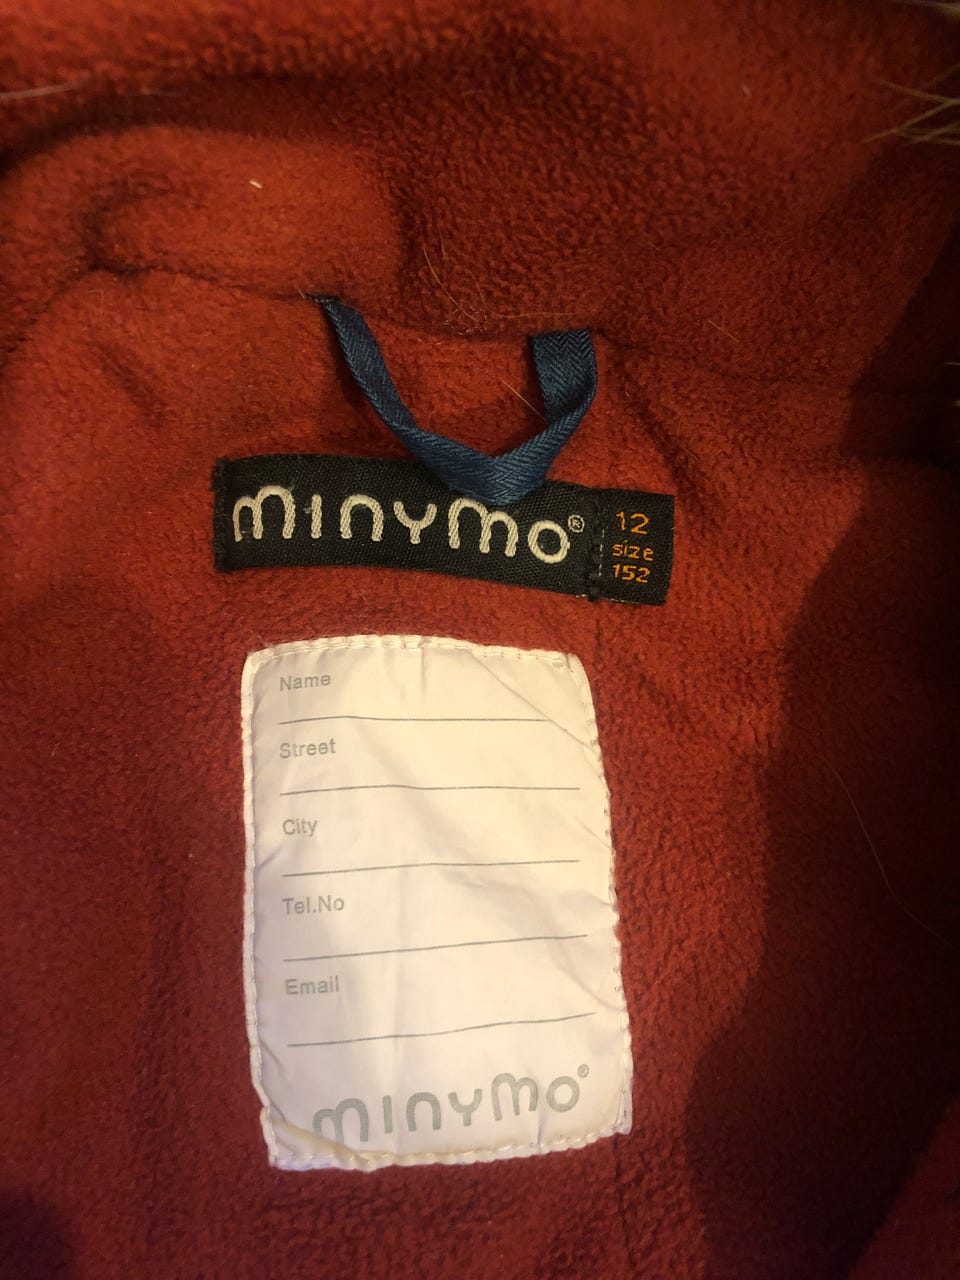 minymo®
12
size
152
Name
Street
City
Tel.No
Email
minymo®